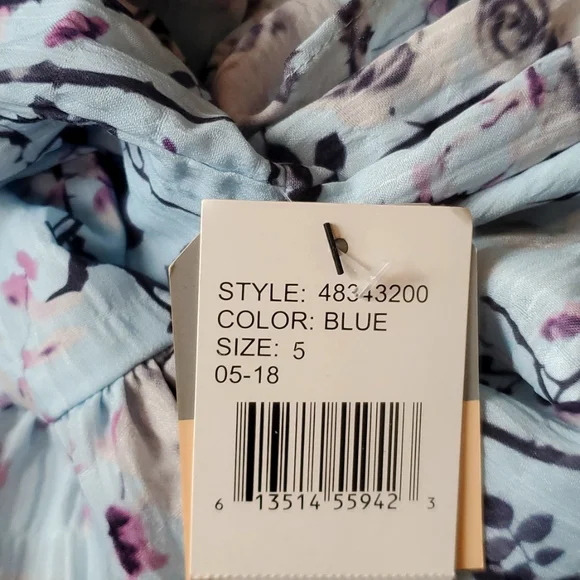 STYLE: 48343200
COLOR: BLUE
SIZE: 5
05-18
6 13514 55942 3